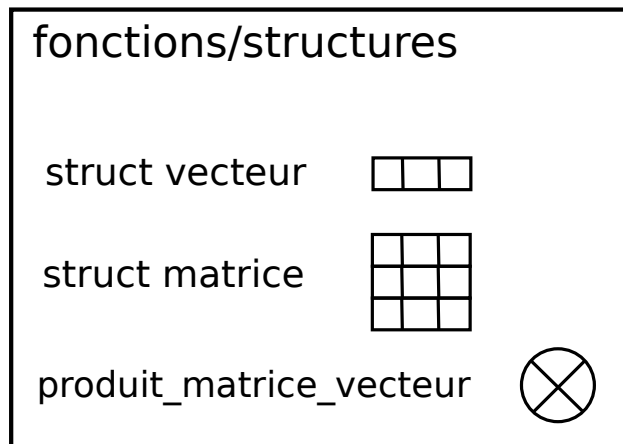 fonctions/structures
struct vecteur
struct matrice
produit_matrice_vecteur